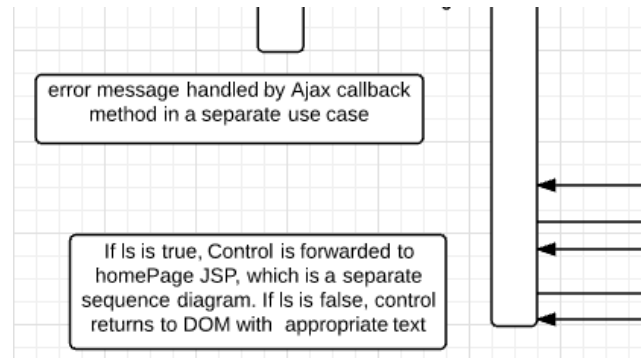 error message handled by Ajax callback
method in a separate use case
If ls is true, Control is forwarded to
homePage JSP, which is a separate
sequence diagram. If ls is false, control
returns to DOM with appropriate text